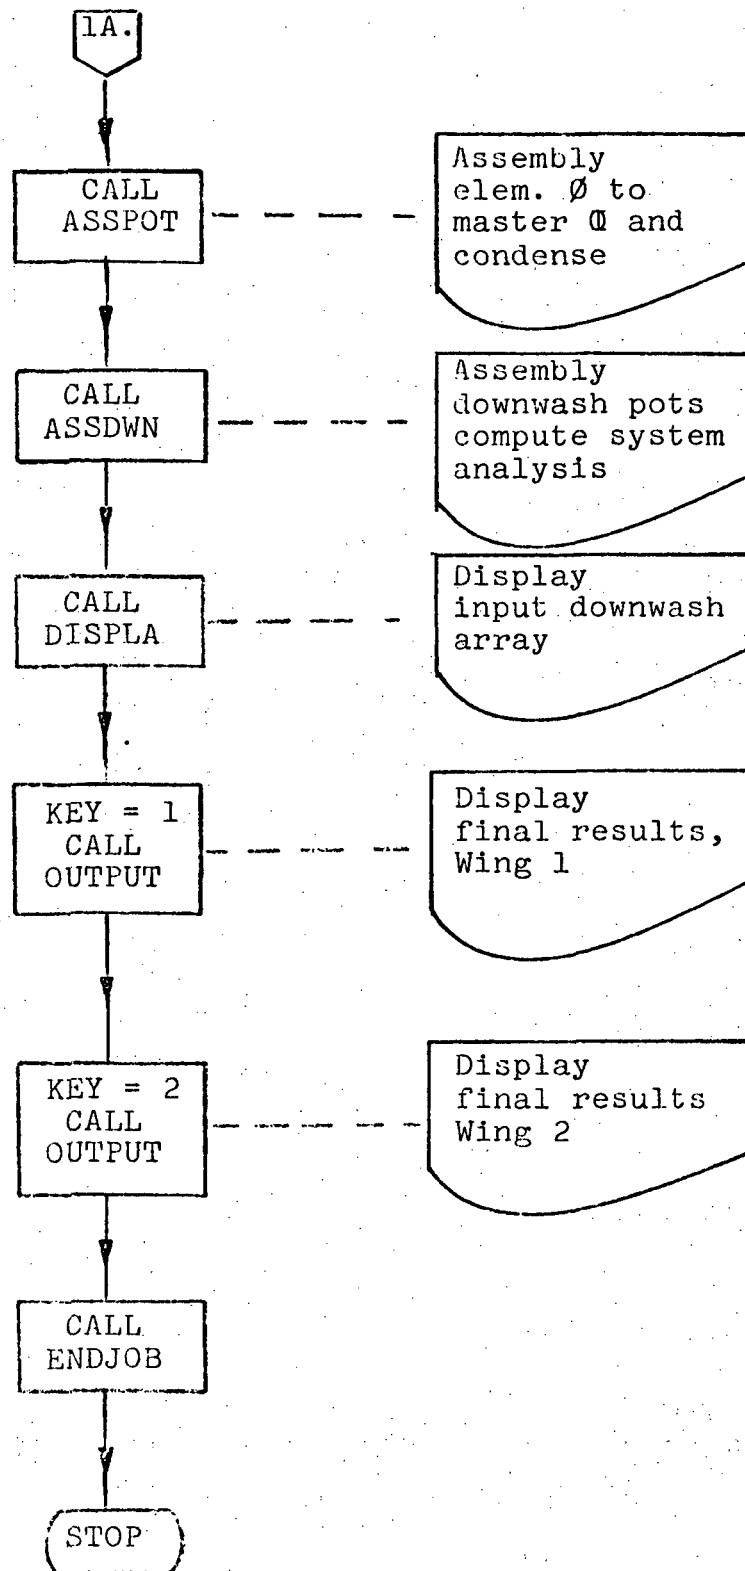 1A.
CALL
ASSPOT
Assembly
elem. Ø to
master Φ and
condense
CALL
ASSDWN
Assembly
downwash pots
compute system
analysis
CALL
DISPLA
Display
input downwash
array
KEY = 1
CALL
OUTPUT
Display
final results,
Wing 1
KEY = 2
CALL
OUTPUT
Display
final results
Wing 2
CALL
ENDJOB
STOP